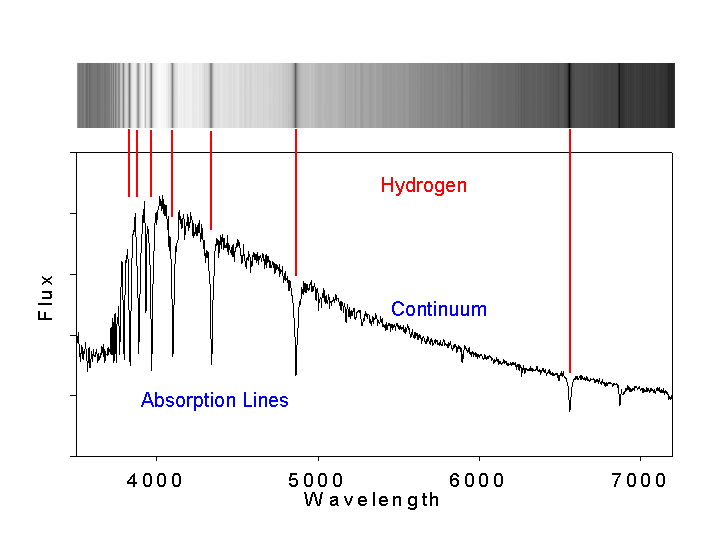 Hydrogen
Continuum
Absorption Lines
Flux
4000 5000 6000 7000
Wavelength